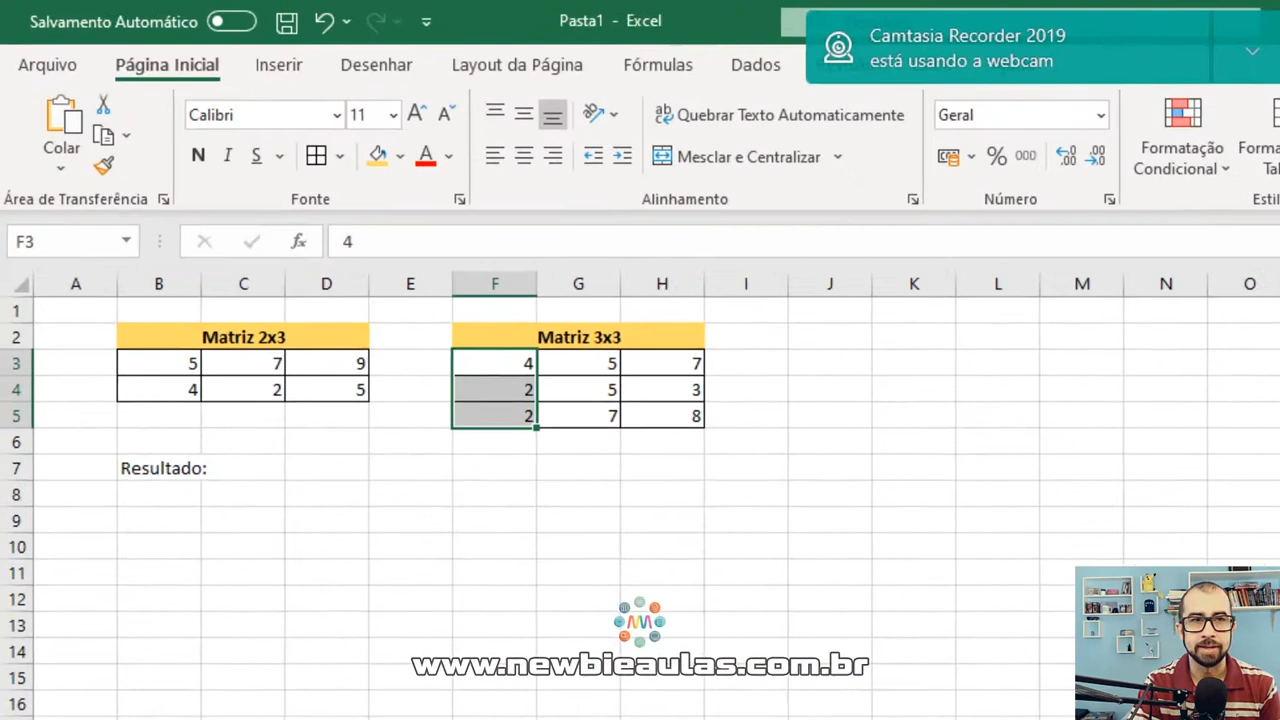 Salvamento Automático
Pasta1 - Excel
Camtasia Recorder 2019
está usando a webcam
Arquivo Página Inicial Inserir Desenhar Layout da Página Fórmulas Dados
Colar
Calibri 11
Quebrar Texto Automaticamente
Geral
N I S A
Mesclar e Centralizar
% 000
Formatação
Condicional
Área de Transferência Fonte Alinhamento Número
F3 fx 4
A B C D E F G H I J K L M N O
1
2 Matriz 2x3 Matriz 3x3
3 5 7 9 4 5 7
4 4 2 5 2 5 3
5 2 7 8
6
7 Resultado:
8
9
10
11
12
13
14
15
16
www.newbieaulas.com.br